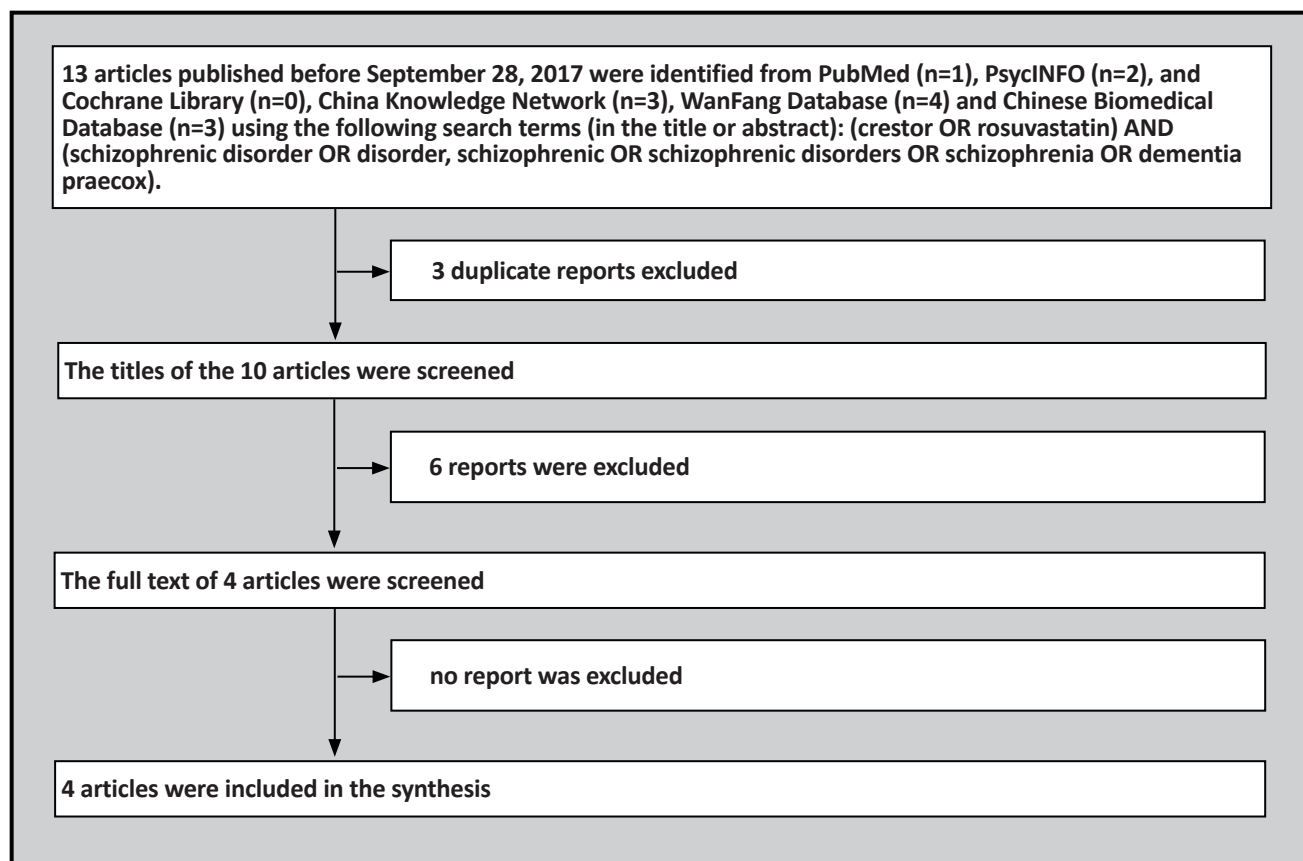 13 articles published before September 28, 2017 were identified from PubMed (n=1), PsycINFO (n=2), and
Cochrane Library (n=0), China Knowledge Network (n=3), WanFang Database (n=4) and Chinese Biomedical
Database (n=3) using the following search terms (in the title or abstract): (crestor OR rosuvastatin) AND
(schizophrenic disorder OR disorder, schizophrenic OR schizophrenic disorders OR schizophrenia OR dementia
praecox).
3 duplicate reports excluded
The titles of the 10 articles were screened
6 reports were excluded
The full text of 4 articles were screened
no report was excluded
4 articles were included in the synthesis